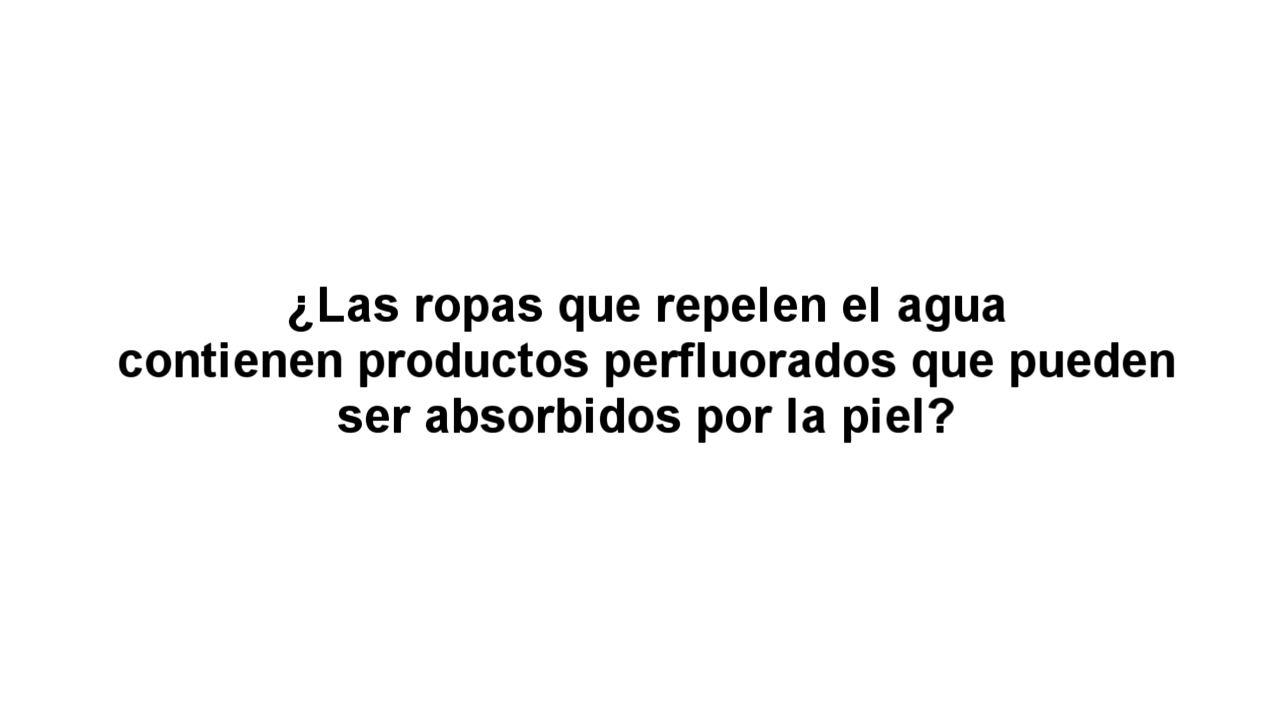 ¿Las ropas que repelen el agua
contienen productos perfluorados que pueden
ser absorbidos por la piel?